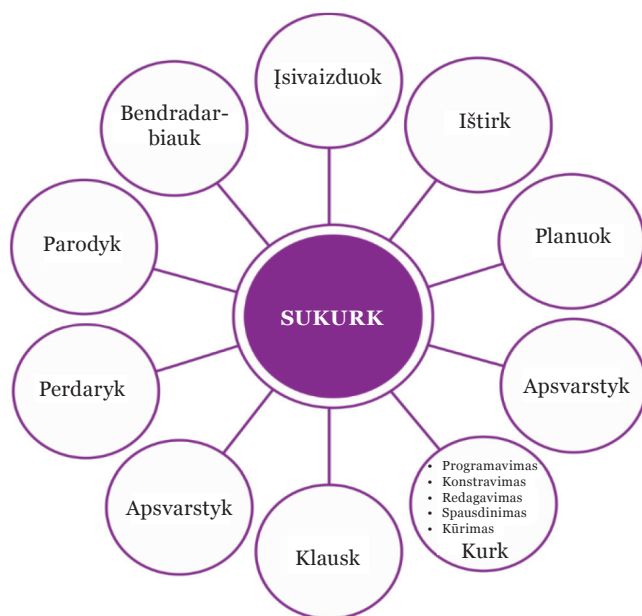 Įsivaizduok
Ištirk
Planuok
Apsvarstyk
• Programavimas
• Konstravimas
• Redagavimas
• Spausdinimas
• Kūrimas
Kurk
Klausk
Apsvarstyk
Perdaryk
Parodyk
Bendradar-
biauk
SUKURK